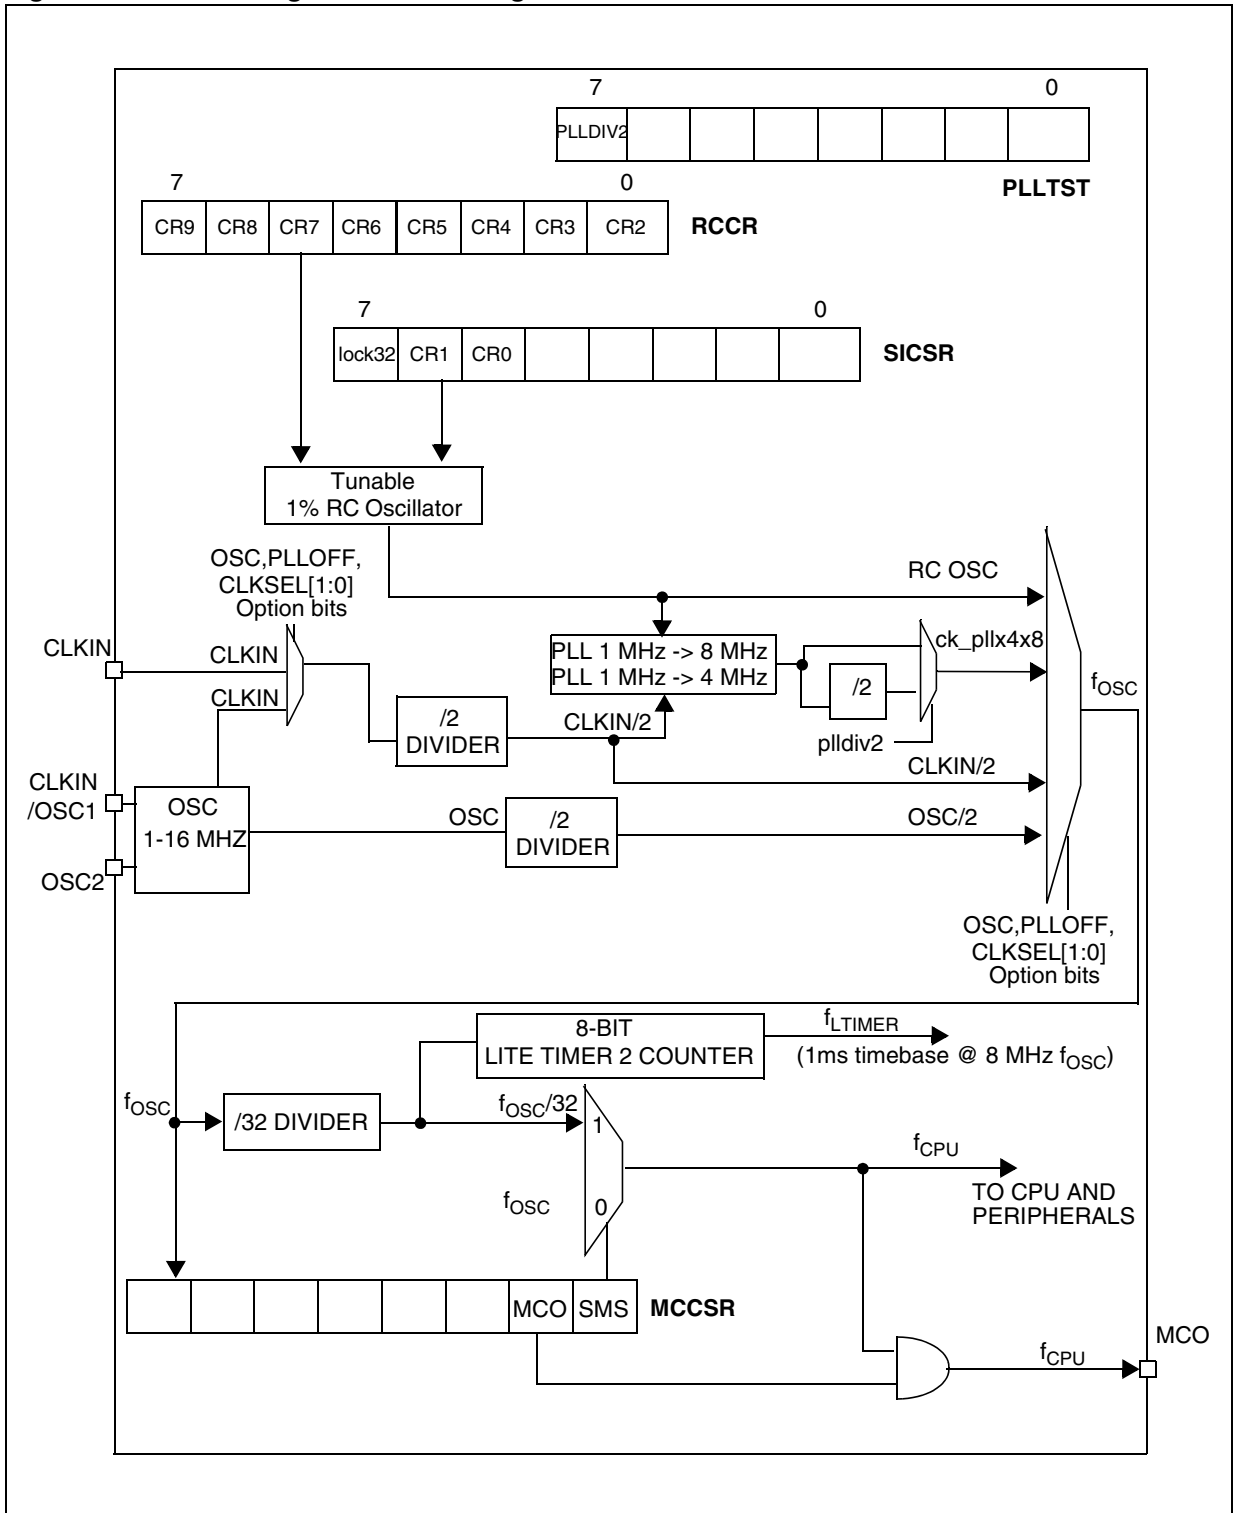 7 0
PLLDIV2
PLLTST
7 0
CR9 CR8 CR7 CR6 CR5 CR4 CR3 CR2 RCCR
7 0
lock32 CR1 CR0 SICSR
Tunable
1% RC Oscillator
OSC,PLLOFF,
CLKSEL[1:0]
Option bits
RC OSC
CLKIN
CLKIN
CLKIN
PLL 1 MHz -> 8 MHz
PLL 1 MHz -> 4 MHz
/2
ck_pllx4x8
plldiv2
fOSC
/2
DIVIDER
CLKIN/2
CLKIN/2
CLKIN
/OSC1
OSC2
OSC
1-16 MHZ
OSC
/2
DIVIDER
OSC/2
OSC,PLLOFF,
CLKSEL[1:0]
Option bits
8-BIT
LITE TIMER 2 COUNTER
fLTIMER
(1ms timebase @ 8 MHz fOSC)
fOSC
/32 DIVIDER
fOSC/32
1
fOSC
0
fCPU
TO CPU AND
PERIPHERALS
MCO SMS MCCSR
fCPU
MCO